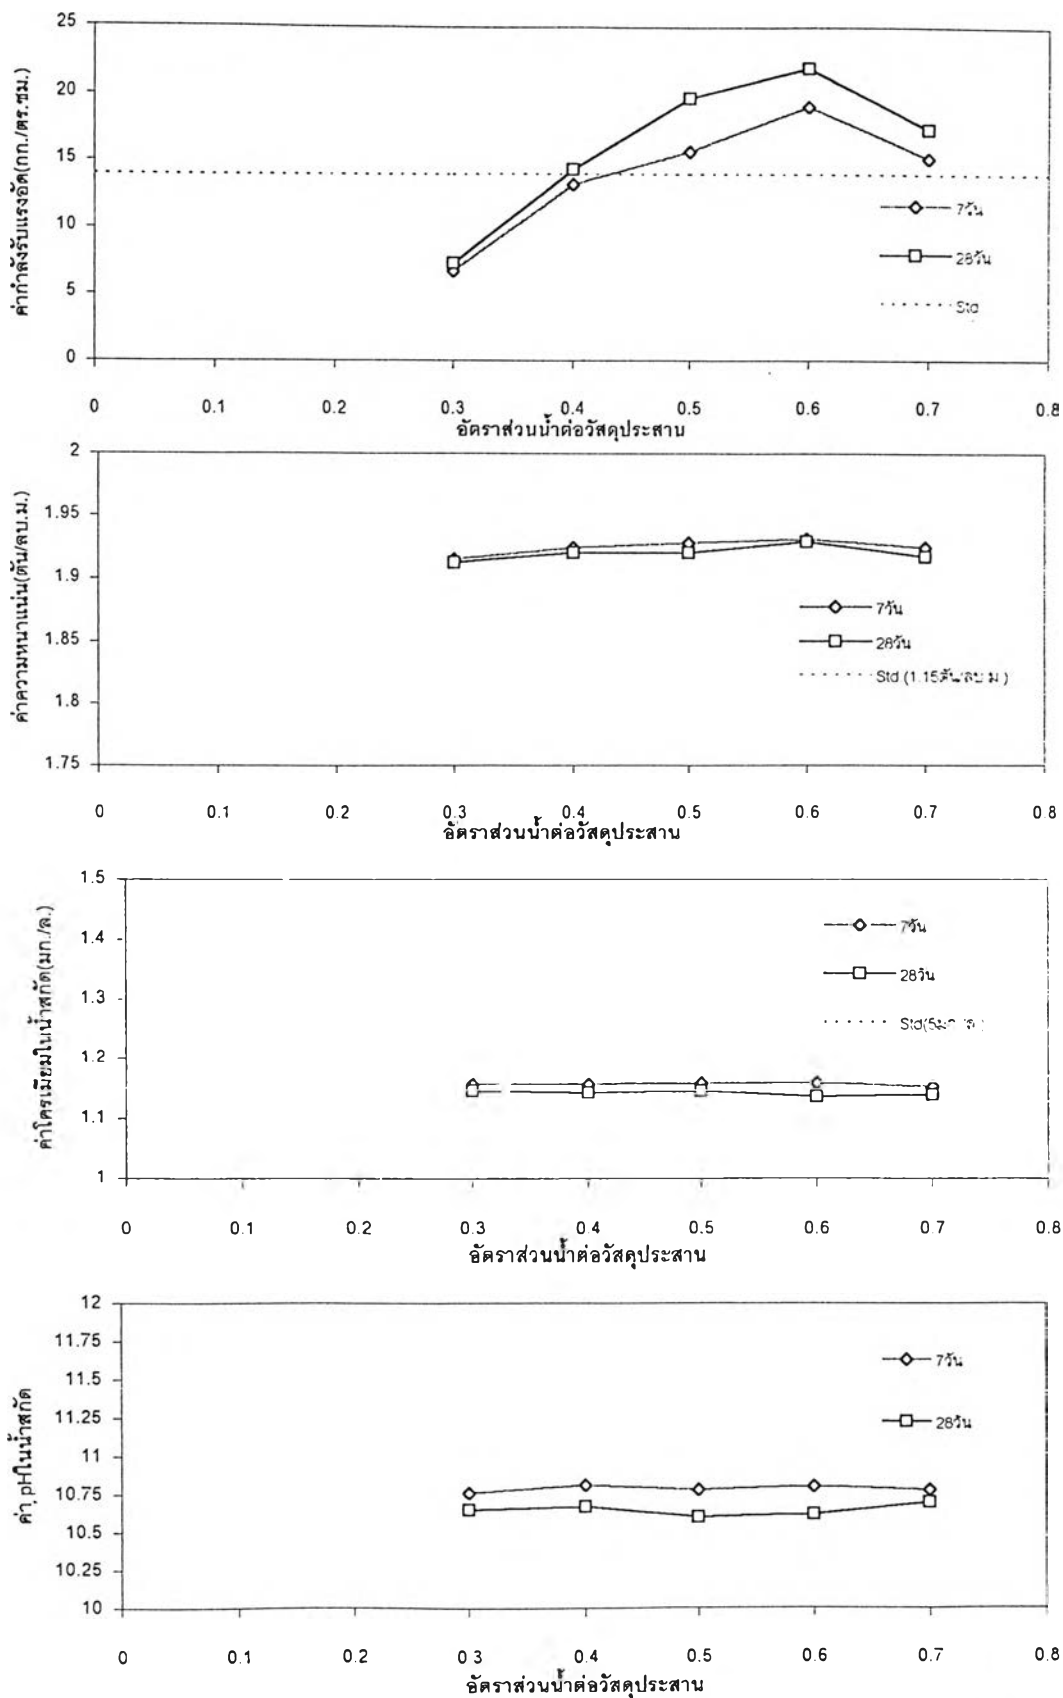 25
20
15
10
5
0
ค่ากำลังรับแรงอัด(กก./ตร.ซม.)
7วัน
28วัน
Std
0 0.1 0.2 0.3 0.4 0.5 0.6 0.7 0.8
อัตราส่วนน้ำต่อวัสดุประสาน
2
1.95
1.9
1.85
1.8
1.75
ค่าความหนาแน่น(ตัน/ลบ.ม.)
7วัน
28วัน
Std.(1.15ตัน/ลบ.ม.)
0 0.1 0.2 0.3 0.4 0.5 0.6 0.7 0.8
อัตราส่วนน้ำต่อวัสดุประสาน
1.5
1.4
1.3
1.2
1.1
1
ค่าโครเมียมในน้ำสกัด(มก./ล.)
7วัน
28วัน
Std(5มก./ล.)
0 0.1 0.2 0.3 0.4 0.5 0.6 0.7 0.8
อัตราส่วนน้ำต่อวัสดุประสาน
12
11.75
11.5
11.25
11
10.75
10.5
10.25
10
ค่า pHในน้ำสกัด
7วัน
28วัน
0 0.1 0.2 0.3 0.4 0.5 0.6 0.7 0.8
อัตราส่วนน้ำต่อวัสดุประสาน